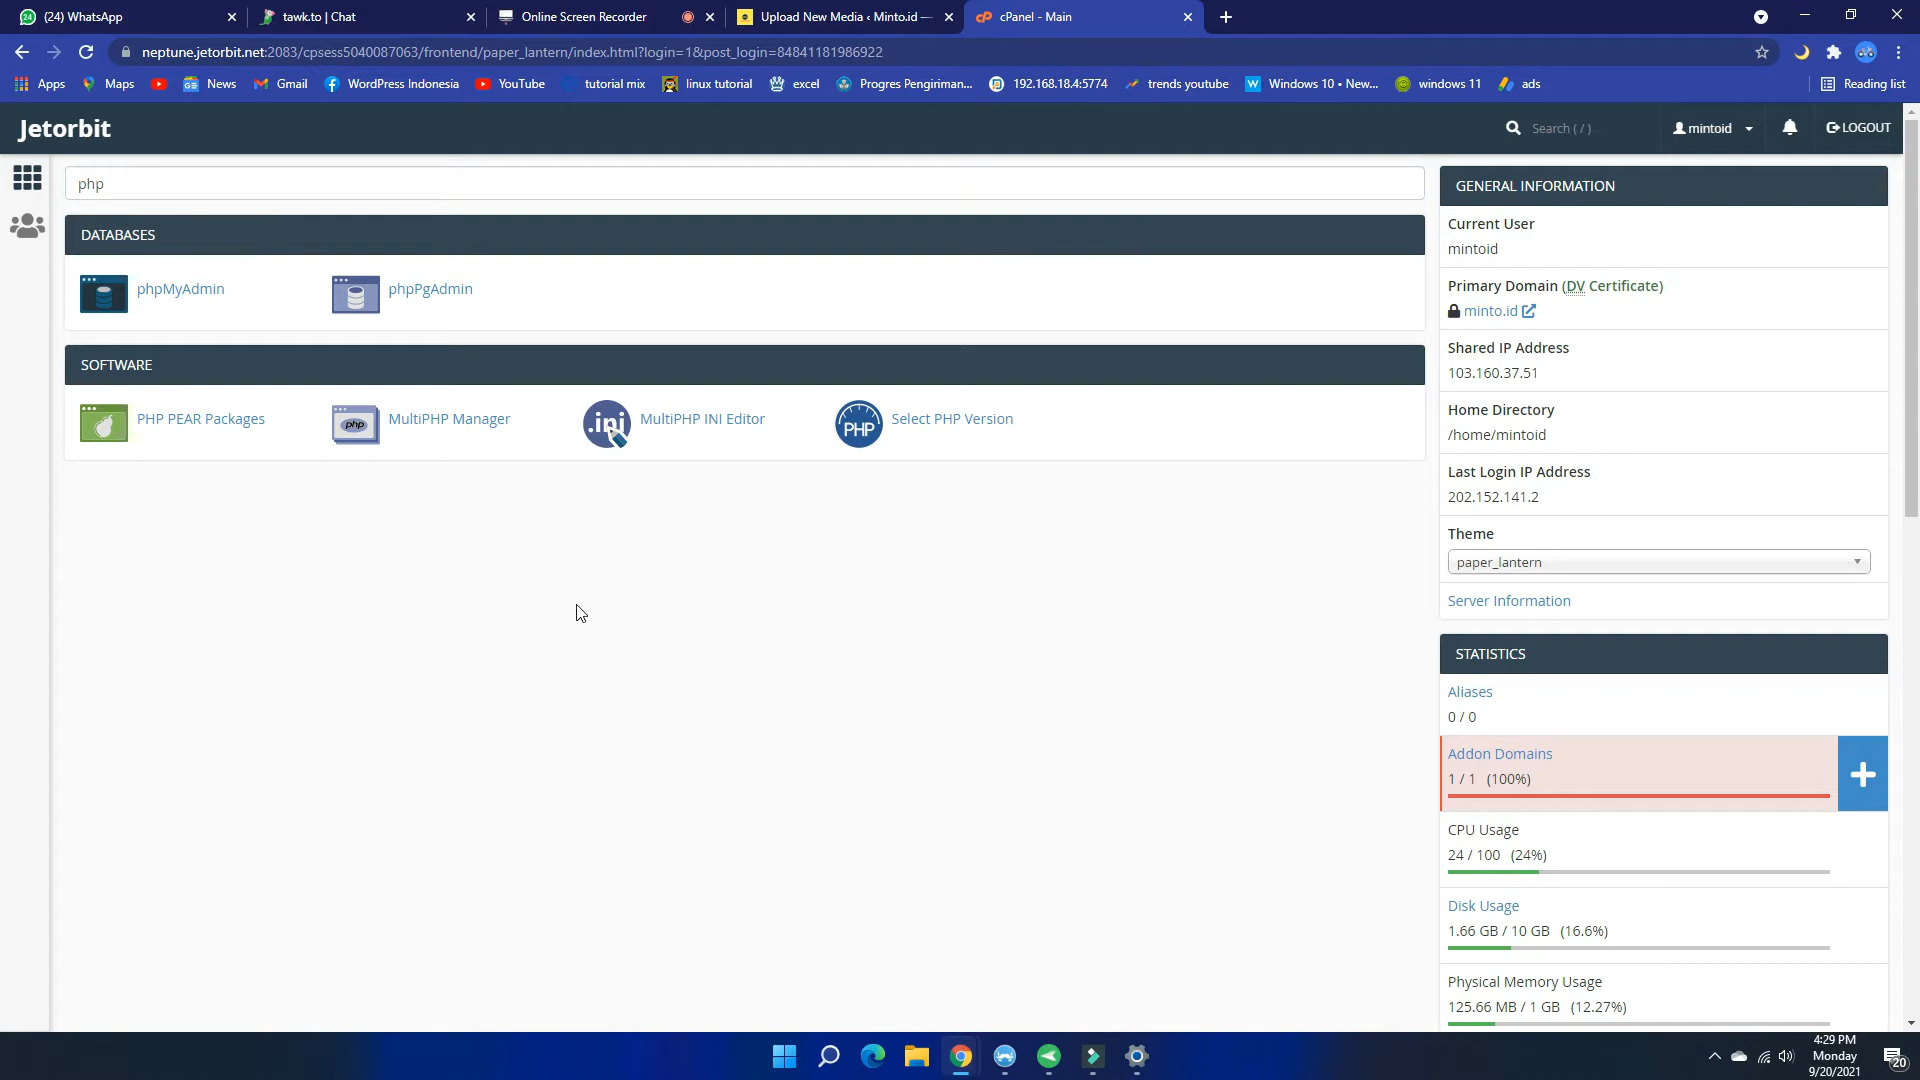 (24) WhatsApp
tawk.to | Chat
Online Screen Recorder
Upload New Media ‹ Minto.id —
cPanel - Main
neptune.jetorbit.net:2083/cpsess5040087063/frontend/paper_lantern/index.html?login=1&post_login=84841181986922
Apps Maps News Gmail WordPress Indonesia YouTube tutorial mix linux tutorial excel Progres Pengiriman... 192.168.18.4:5774 trends youtube Windows 10 • New... windows 11 ads Reading list
Jetorbit
Search ( / )
mintoid
LOGOUT
php
DATABASES
phpMyAdmin
phpPgAdmin
SOFTWARE
PHP PEAR Packages
php
MultiPHP Manager
.ini
MultiPHP INI Editor
PHP
Select PHP Version
GENERAL INFORMATION
Current User
mintoid
Primary Domain (DV Certificate)
minto.id
Shared IP Address
103.160.37.51
Home Directory
/home/mintoid
Last Login IP Address
202.152.141.2
Theme
paper_lantern
Server Information
STATISTICS
Aliases
0 / 0
Addon Domains
1 / 1 (100%)
CPU Usage
24 / 100 (24%)
Disk Usage
1.66 GB / 10 GB (16.6%)
Physical Memory Usage
125.66 MB / 1 GB (12.27%)
4:29 PM
Monday
9/20/2021
20